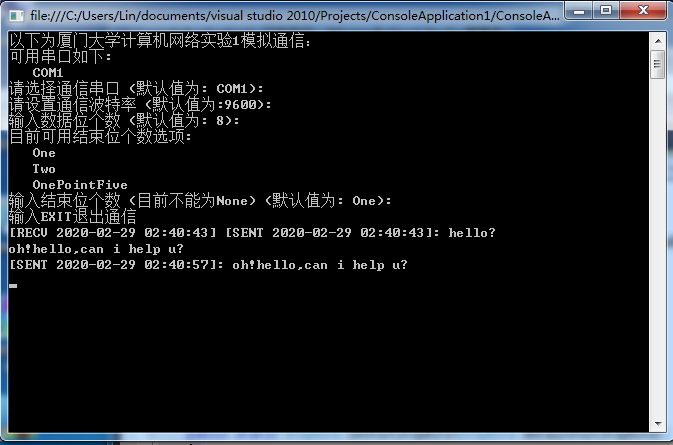 file:///C:/Users/Lin/documents/visual studio 2010/Projects/ConsoleApplication1/ConsoleA...
以下为厦门大学计算机网络实验1模拟通信:
可用串口如下:
COM1
请选择通信串口 (默认值为: COM1):
请设置通信波特率 (默认值为:9600):
输入数据位个数 (默认值为: 8):
目前可用结束位个数选项:
One
Two
OnePointFive
输入结束位个数 (目前不能为None) (默认值为: One):
输入EXIT退出通信
[RECV 2020-02-29 02:40:43] [SENT 2020-02-29 02:40:43]: hello?
oh!hello,can i help u?
[SENT 2020-02-29 02:40:57]: oh!hello,can i help u?